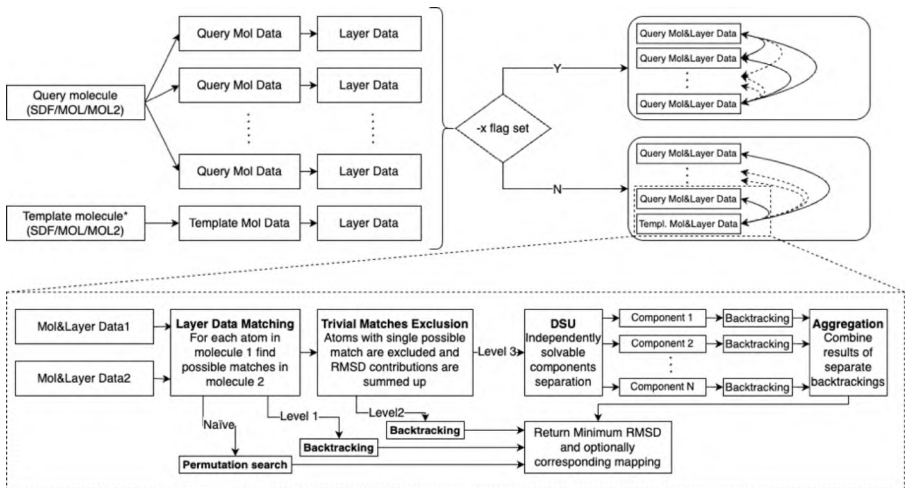 Query molecule
(SDF/MOL/MOL2)
Query Mol Data
Layer Data
Query Mol Data
Layer Data
Query Mol Data
Layer Data
Template molecule*
(SDF/MOL/MOL2)
Template Mol Data
Layer Data
-x flag set
Y
N
Query Mol&Layer Data
Query Mol&Layer Data
Query Mol&Layer Data
Query Mol&Layer Data
Query Mol&Layer Data
Templ. Mol&Layer Data
Mol&Layer Data1
Mol&Layer Data2
Layer Data Matching
For each atom in
molecule 1 find
possible matches in
molecule 2
Trivial Matches Exclusion
Atoms with single possible
match are excluded and
RMSD contributions are
summed up
Level 3
DSU
Independently
solvable
components
separation
Component 1
Backtracking
Component 2
Backtracking
Component N
Backtracking
Aggregation
Combine
results of
separate
backtrackings
Naïve
Level 1
Level2
Backtracking
Backtracking
Permutation search
Return Minimum RMSD
and optionally
corresponding mapping